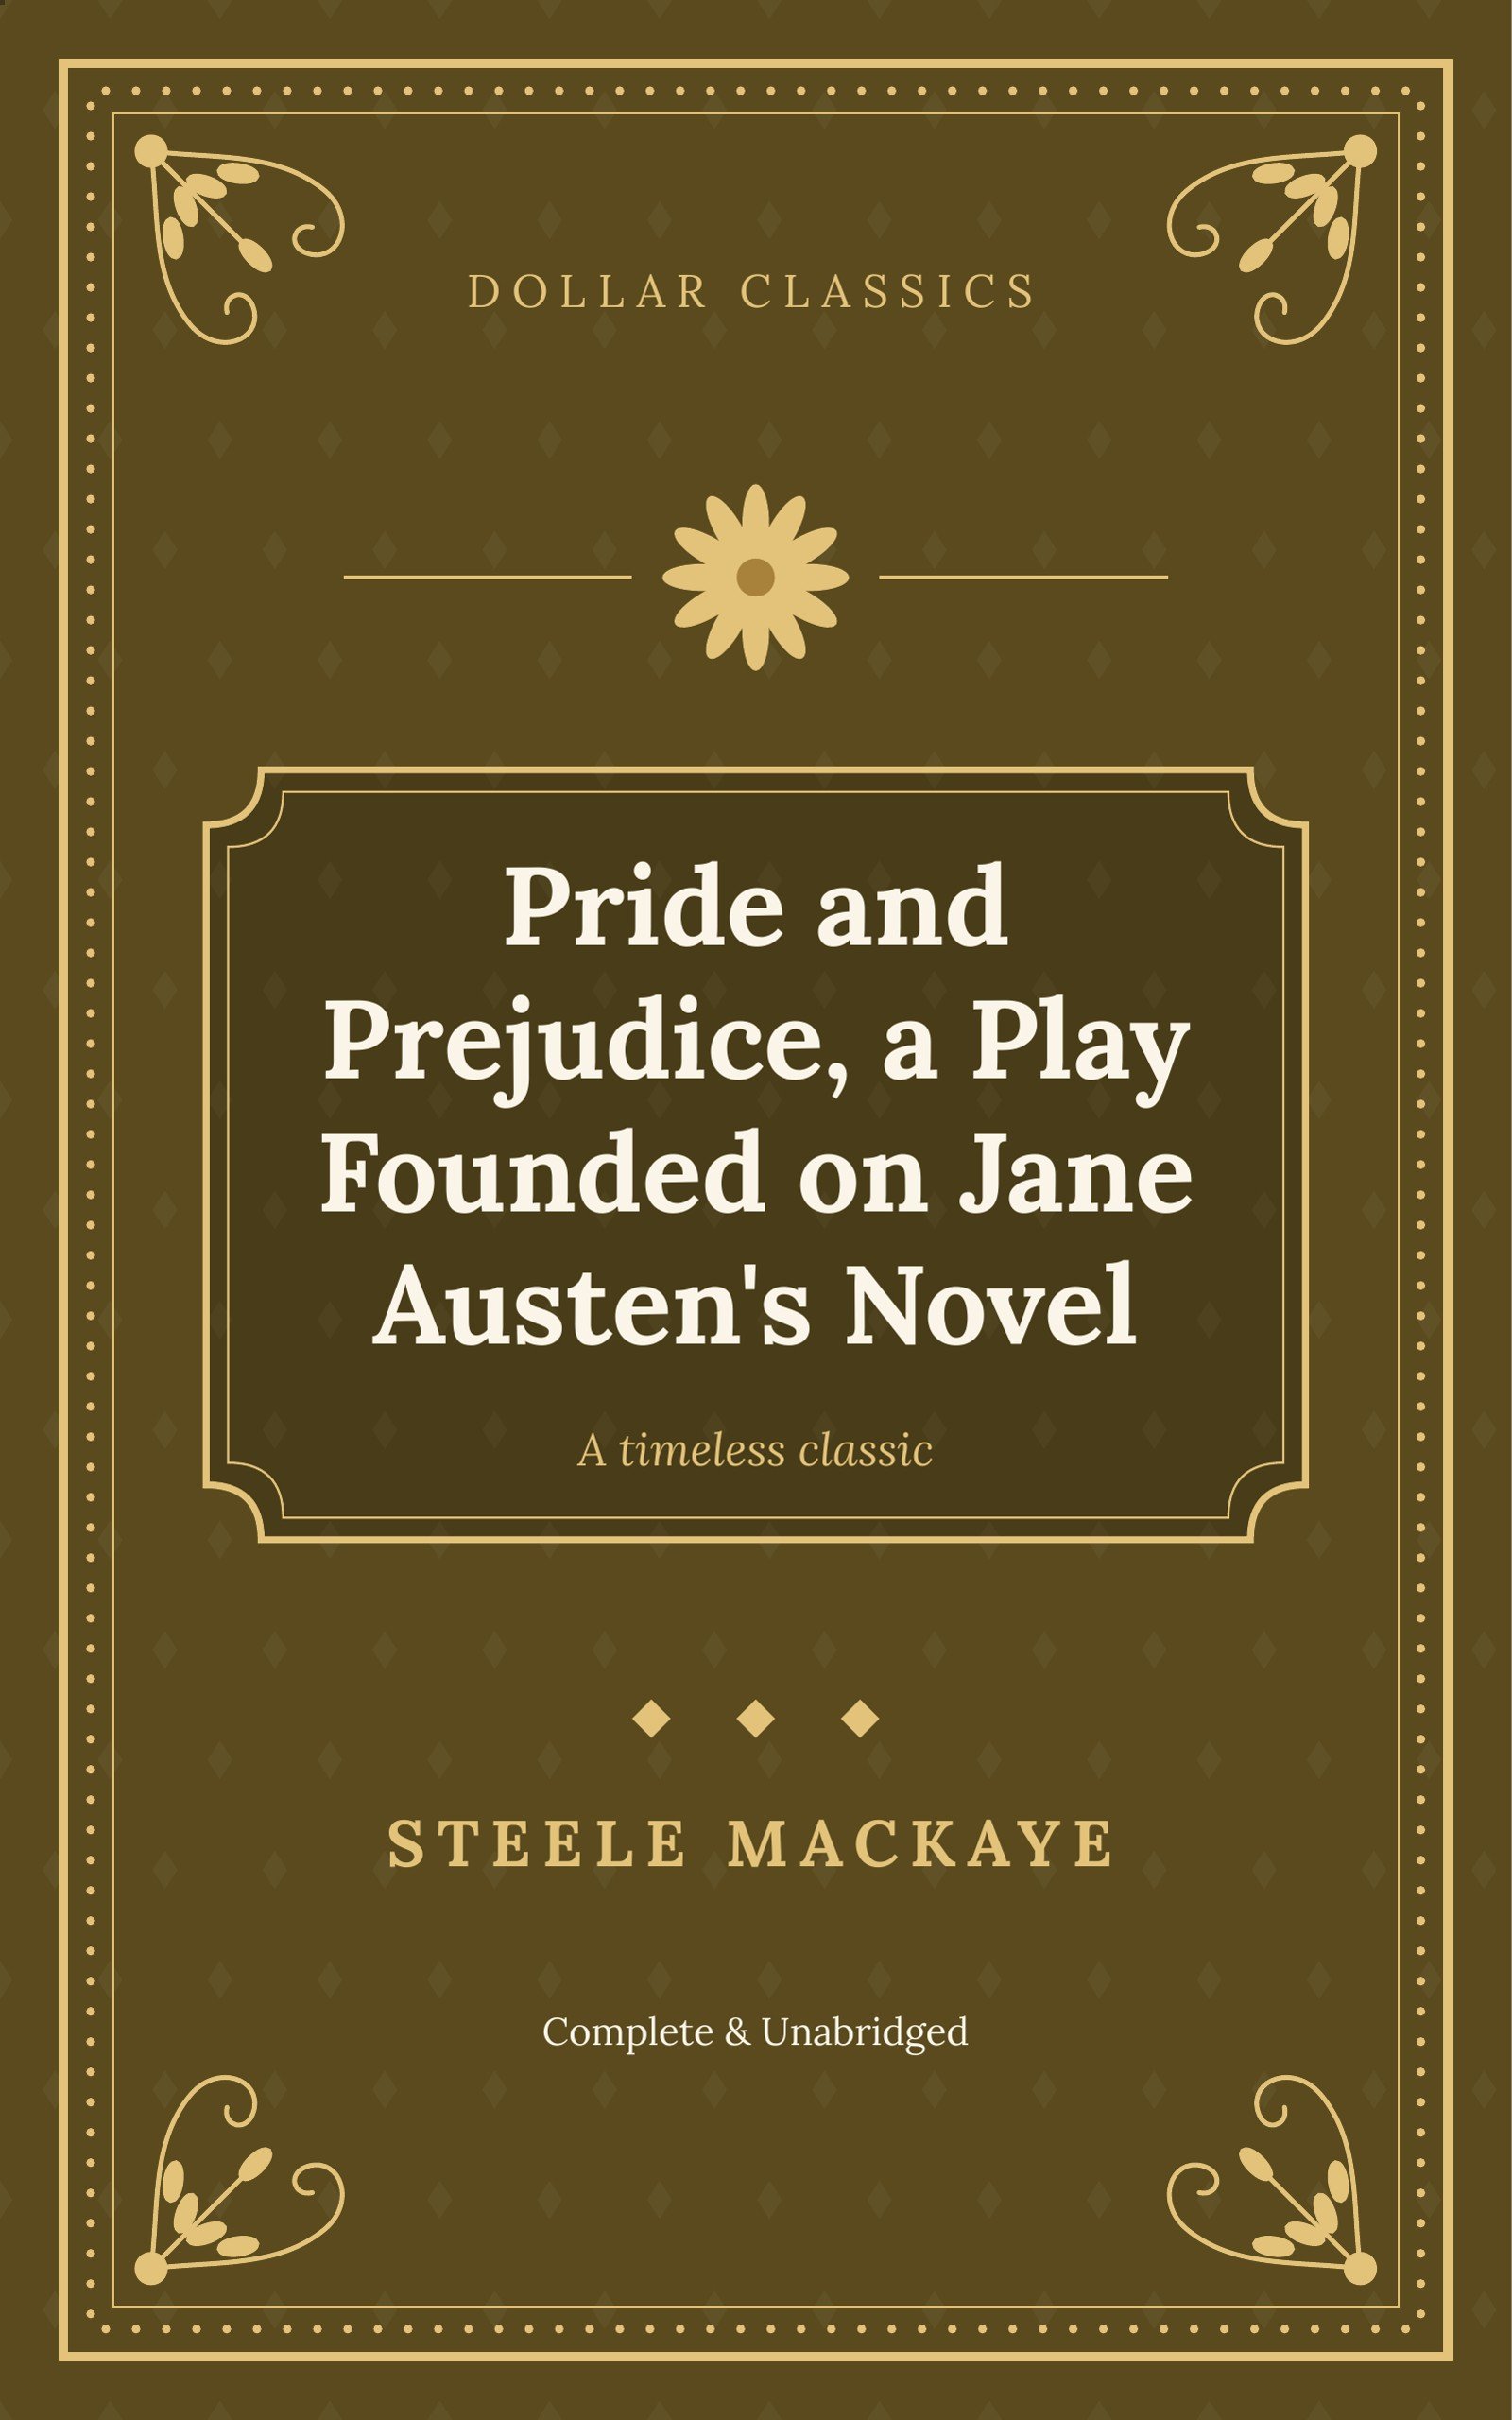 DOLLAR CLASSICS
Pride and
Prejudice, a Play
Founded on Jane
Austen's Novel
A timeless classic
STEELE MACKAYE
Complete & Unabridged